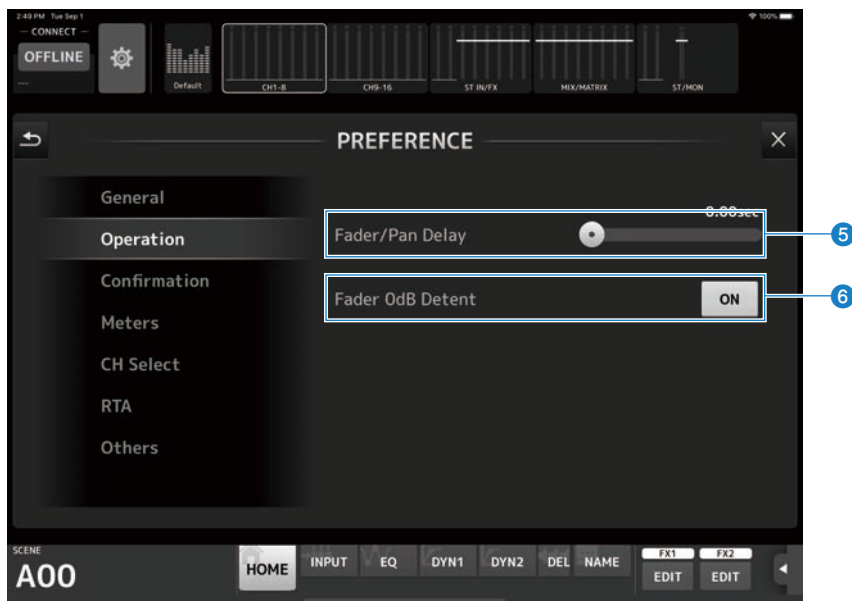 2:49 PM Tue Sep 1
100%
CONNECT
OFFLINE
---
Default
CH1-8
CH9-16
ST IN/FX
MIX/MATRIX
ST/MON
PREFERENCE
General
Operation
Confirmation
Meters
CH Select
RTA
Others
0.00sec
Fader/Pan Delay
5
Fader 0dB Detent
ON
6
SCENE
A00
HOME
INPUT
EQ
DYN1
DYN2
DEL
NAME
FX1
EDIT
FX2
EDIT